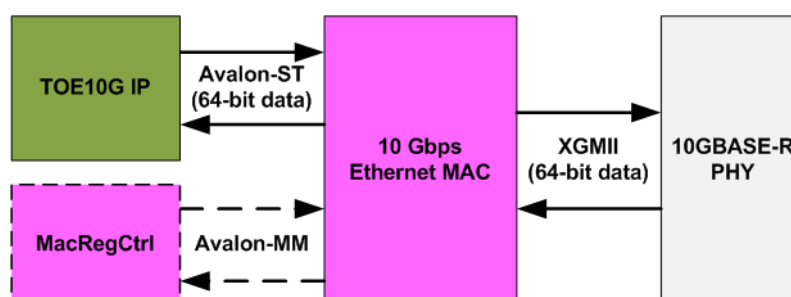 TOE10G IP
Avalon-ST
(64-bit data)
10 Gbps
Ethernet MAC
XGMII
(64-bit data)
10GBASE-R
PHY
MacRegCtrl
Avalon-MM